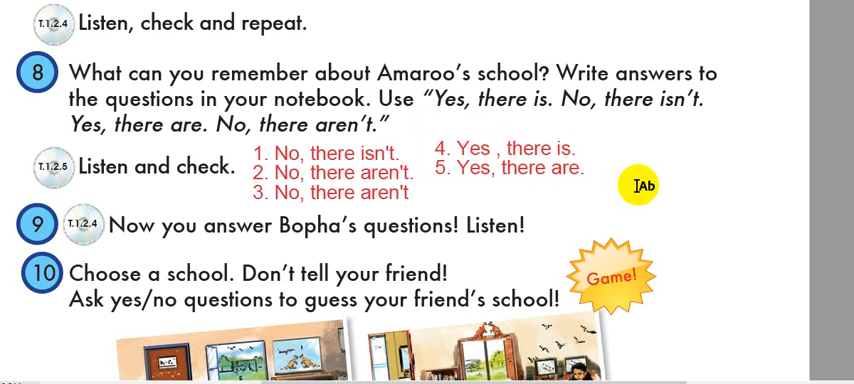 T.1.2.4 Listen, check and repeat.
8 What can you remember about Amaroo's school? Write answers to
the questions in your notebook. Use "Yes, there is. No, there isn't.
Yes, there are. No, there aren't."
T.1.2.5 Listen and check.
1. No, there isn't.
2. No, there aren't.
3. No, there aren't
4. Yes , there is.
5. Yes, there are.
Ab
9 T.1.2.4 Now you answer Bopha's questions! Listen!
10 Choose a school. Don't tell your friend!
Ask yes/no questions to guess your friend's school!
Game!